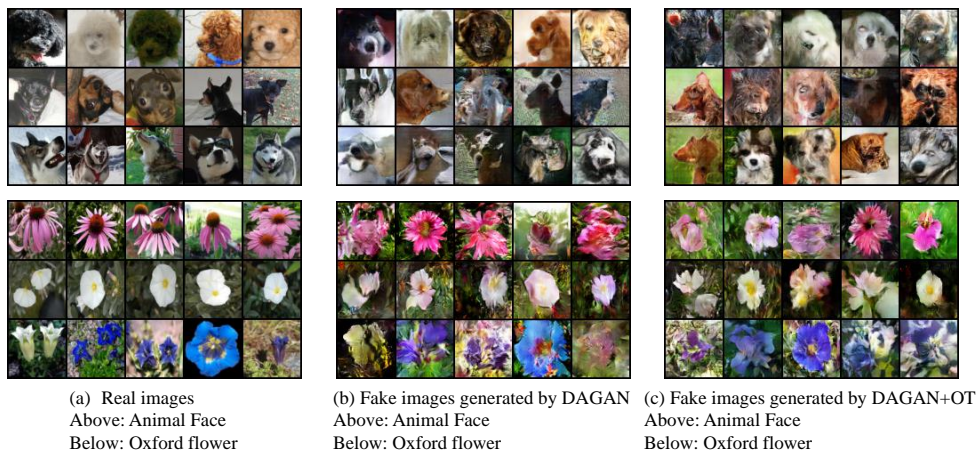 (a) Real images
Above: Animal Face
Below: Oxford flower
(b) Fake images generated by DAGAN
Above: Animal Face
Below: Oxford flower
(c) Fake images generated by DAGAN+OT
Above: Animal Face
Below: Oxford flower